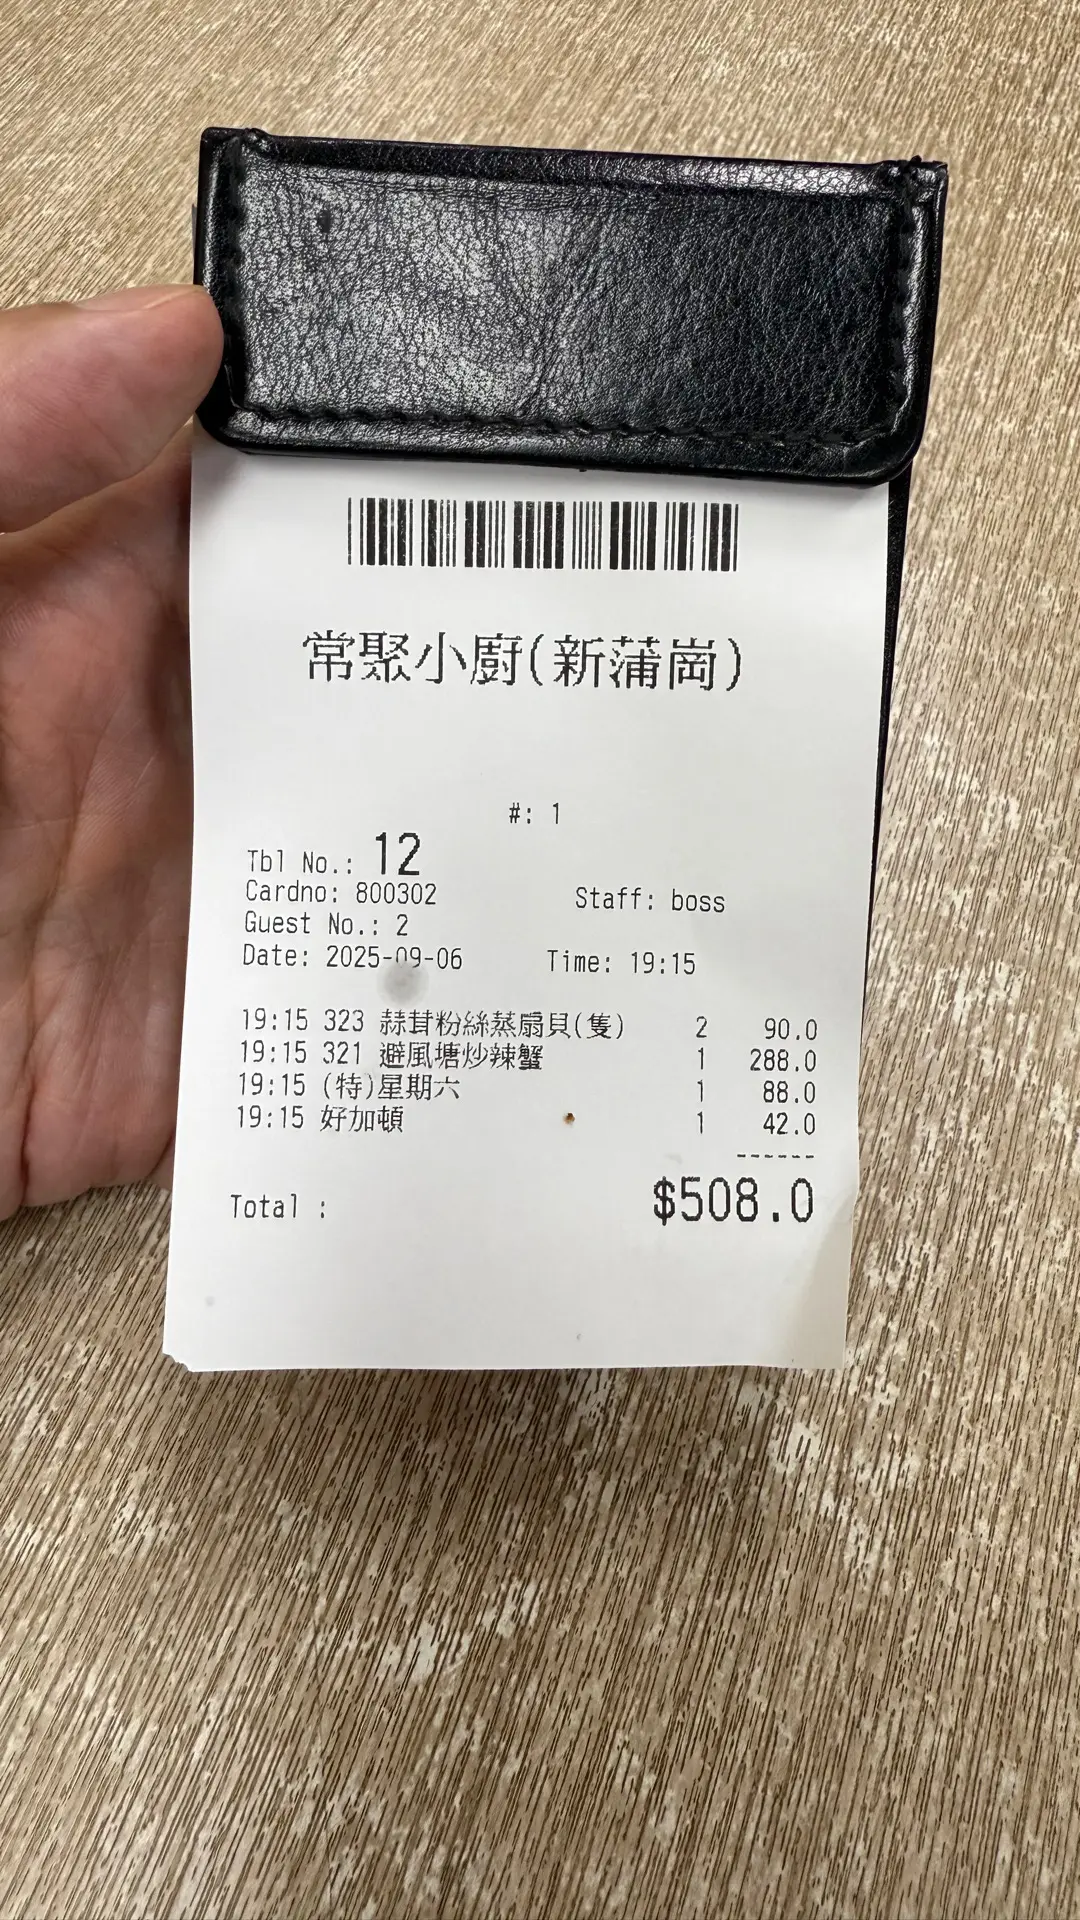 常聚小廚(新蒲崗)
#: 1
Tbl No.: 12
Cardno: 800302 Staff: boss
Guest No.: 2
Date: 2025-09-06 Time: 19:15
19:15 323 蒜茸粉絲蒸扇貝(隻) 2 90.0
19:15 321 避風塘炒辣蟹 1 288.0
19:15 (特)星期六 1 88.0
19:15 好加頓 1 42.0
------
Total : $508.0